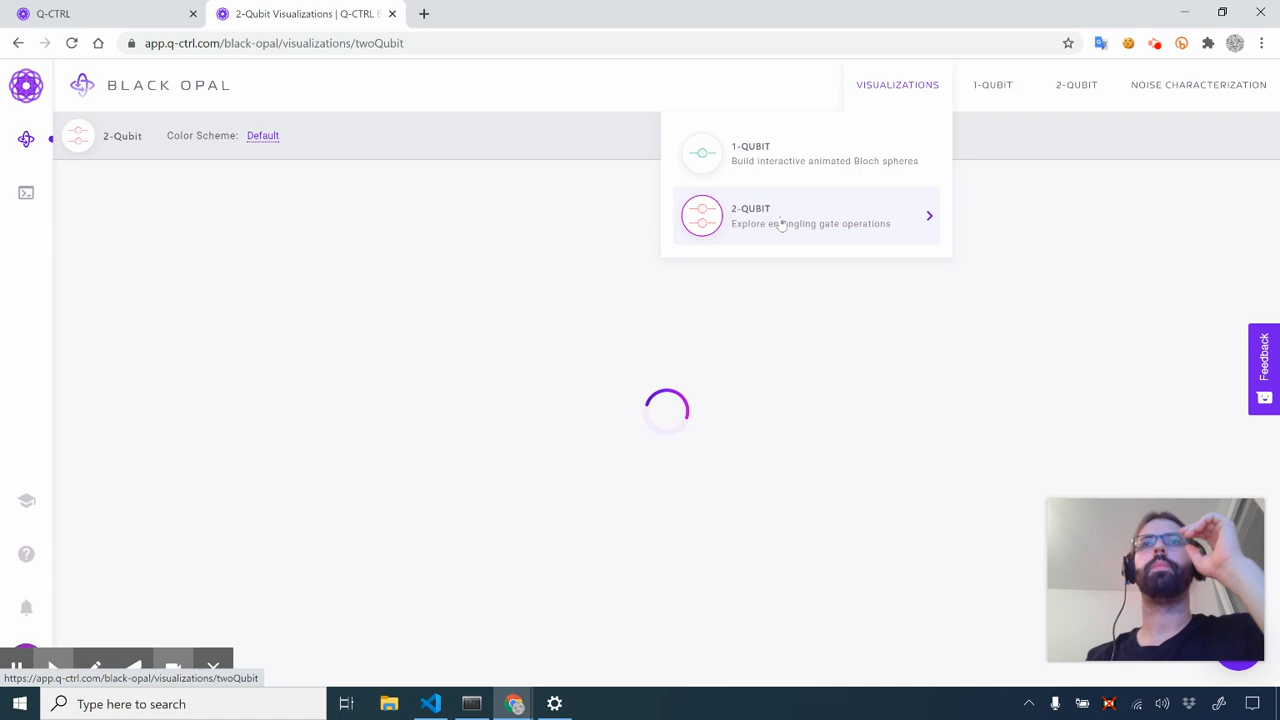 Q-CTRL
2-Qubit Visualizations | Q-CTRL B
app.q-ctrl.com/black-opal/visualizations/twoQubit
BLACK OPAL
VISUALIZATIONS
1-QUBIT
2-QUBIT
NOISE CHARACTERIZATION
2-Qubit
Color Scheme: Default
1-QUBIT
Build interactive animated Bloch spheres
2-QUBIT
Explore entangling gate operations
Feedback
https://app.q-ctrl.com/black-opal/visualizations/twoQubit
Type here to search